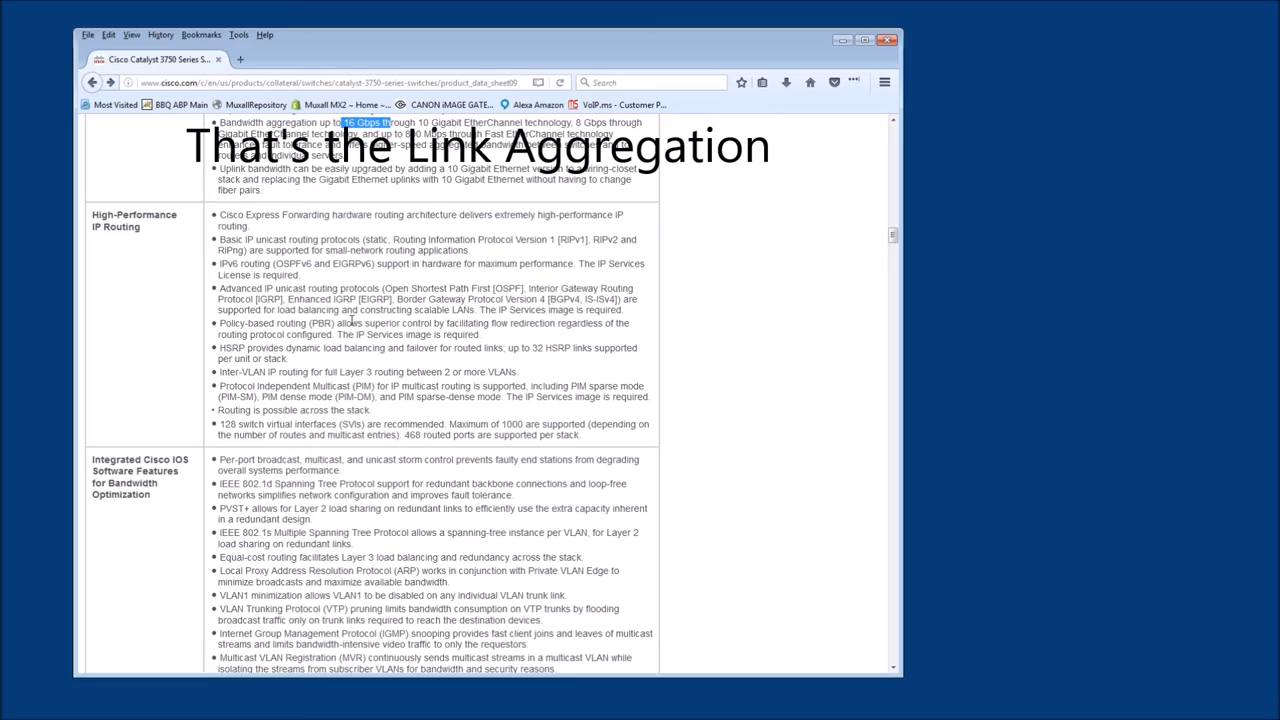 File Edit View History Bookmarks Tools Help
Cisco Catalyst 3750 Series S...
www.cisco.com/c/en/us/products/collateral/switches/catalyst-3750-series-switches/product_data_sheet09
Search
Most Visited BBQ ABP Main MuxallRepository Muxall MX2 ~ Home ~... CANON iMAGE GATE... Alexa Amazon VoIP.ms - Customer P...
• Bandwidth aggregation up to 16 Gbps through 10 Gigabit EtherChannel technology, 8 Gbps through
Gigabit EtherChannel technology, and up to 800 Mbps through Fast EtherChannel technology
That's the Link Aggregation
routers and individual servers.
• Uplink bandwidth can be easily upgraded by adding a 10 Gigabit Ethernet version to a wiring-closet
stack and replacing the Gigabit Ethernet uplinks with 10 Gigabit Ethernet without having to change
fiber pairs.
High-Performance
IP Routing
• Cisco Express Forwarding hardware routing architecture delivers extremely high-performance IP
routing.
• Basic IP unicast routing protocols (static, Routing Information Protocol Version 1 [RIPv1], RIPv2 and
RIPng) are supported for small-network routing applications.
• IPv6 routing (OSPFv6 and EIGRPv6) support in hardware for maximum performance. The IP Services
License is required.
• Advanced IP unicast routing protocols (Open Shortest Path First [OSPF], Interior Gateway Routing
Protocol [IGRP], Enhanced IGRP [EIGRP], Border Gateway Protocol Version 4 [BGPv4, IS-ISv4]) are
supported for load balancing and constructing scalable LANs. The IP Services image is required.
• Policy-based routing (PBR) allows superior control by facilitating flow redirection regardless of the
routing protocol configured. The IP Services image is required.
• HSRP provides dynamic load balancing and failover for routed links; up to 32 HSRP links supported
per unit or stack.
• Inter-VLAN IP routing for full Layer 3 routing between 2 or more VLANs.
• Protocol Independent Multicast (PIM) for IP multicast routing is supported, including PIM sparse mode
(PIM-SM), PIM dense mode (PIM-DM), and PIM sparse-dense mode. The IP Services image is required.
• Routing is possible across the stack.
• 128 switch virtual interfaces (SVIs) are recommended. Maximum of 1000 are supported (depending on
the number of routes and multicast entries). 468 routed ports are supported per stack.
Integrated Cisco IOS
Software Features
for Bandwidth
Optimization
• Per-port broadcast, multicast, and unicast storm control prevents faulty end stations from degrading
overall systems performance.
• IEEE 802.1d Spanning Tree Protocol support for redundant backbone connections and loop-free
networks simplifies network configuration and improves fault tolerance.
• PVST+ allows for Layer 2 load sharing on redundant links to efficiently use the extra capacity inherent
in a redundant design.
• IEEE 802.1s Multiple Spanning Tree Protocol allows a spanning-tree instance per VLAN, for Layer 2
load sharing on redundant links.
• Equal-cost routing facilitates Layer 3 load balancing and redundancy across the stack.
• Local Proxy Address Resolution Protocol (ARP) works in conjunction with Private VLAN Edge to
minimize broadcasts and maximize available bandwidth.
• VLAN1 minimization allows VLAN1 to be disabled on any individual VLAN trunk link.
• VLAN Trunking Protocol (VTP) pruning limits bandwidth consumption on VTP trunks by flooding
broadcast traffic only on trunk links required to reach the destination devices.
• Internet Group Management Protocol (IGMP) snooping provides fast client joins and leaves of multicast
streams and limits bandwidth-intensive video traffic to only the requestors.
• Multicast VLAN Registration (MVR) continuously sends multicast streams in a multicast VLAN while
isolating the streams from subscriber VLANs for bandwidth and security reasons.